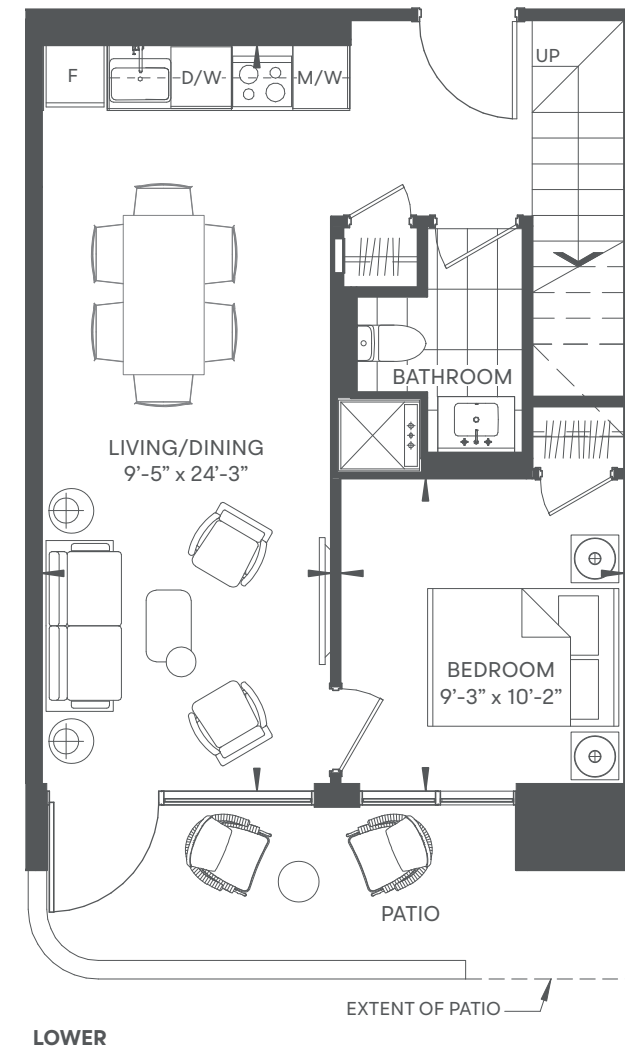 UP
F
D/W
M/W
BATHROOM
LIVING/DINING
9’-5” x 24’-3”
BEDROOM
9’-3” x 10’-2”
PATIO
EXTENT OF PATIO
LOWER